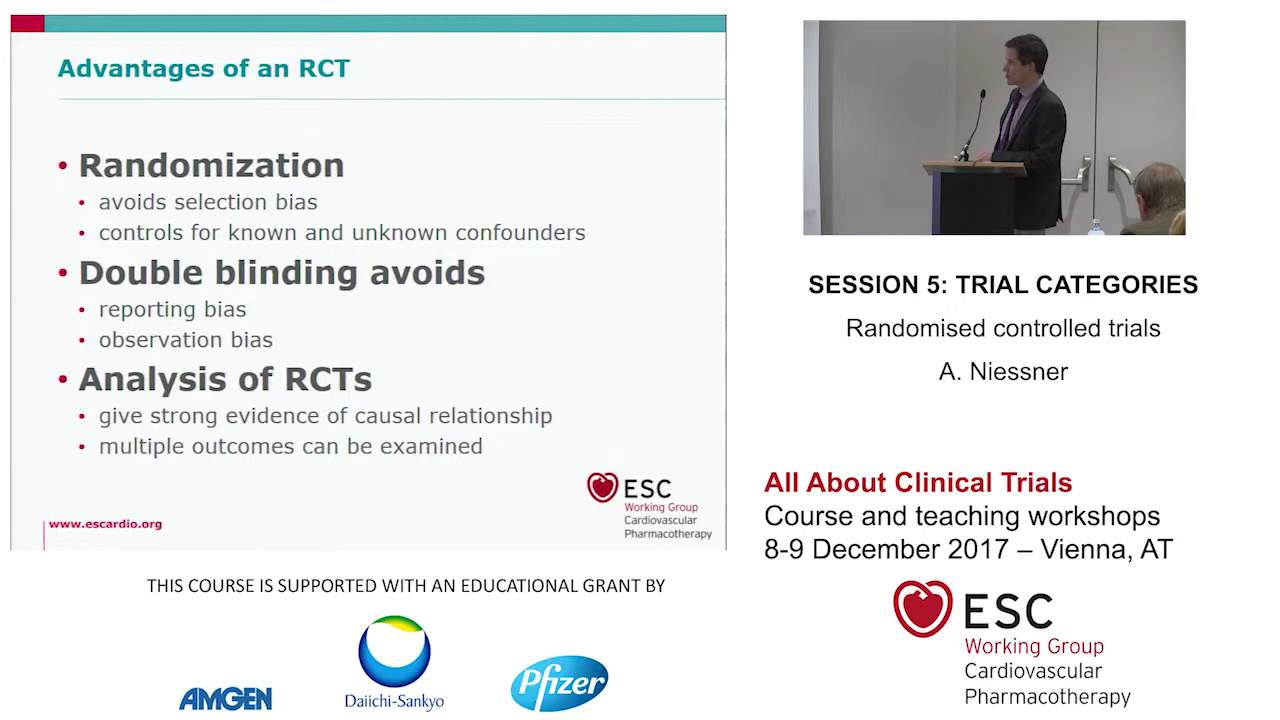 Advantages of an RCT
• Randomization
• avoids selection bias
• controls for known and unknown confounders
• Double blinding avoids
• reporting bias
• observation bias
• Analysis of RCTs
• give strong evidence of causal relationship
• multiple outcomes can be examined
ESC
Working Group
Cardiovascular
Pharmacotherapy
www.escardio.org
SESSION 5: TRIAL CATEGORIES
Randomised controlled trials
A. Niessner
All About Clinical Trials
Course and teaching workshops
8-9 December 2017 – Vienna, AT
ESC
Working Group
Cardiovascular
Pharmacotherapy
THIS COURSE IS SUPPORTED WITH AN EDUCATIONAL GRANT BY
AMGEN
Daiichi-Sankyo
Pfizer